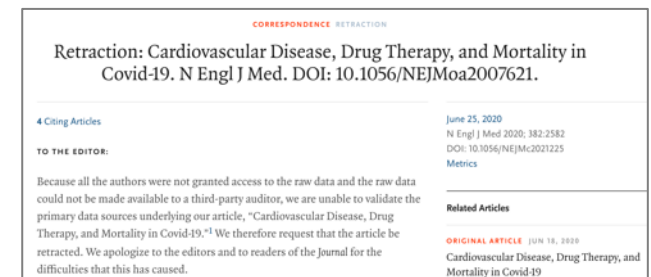 CORRESPONDENCE RETRACTION
Retraction: Cardiovascular Disease, Drug Therapy, and Mortality in
Covid-19. N Engl J Med. DOI: 10.1056/NEJMoa2007621.
4 Citing Articles
TO THE EDITOR:
Because all the authors were not granted access to the raw data and the raw data
could not be made available to a third-party auditor, we are unable to validate the
primary data sources underlying our article, “Cardiovascular Disease, Drug
Therapy, and Mortality in Covid-19.”1 We therefore request that the article be
retracted. We apologize to the editors and to readers of the Journal for the
difficulties that this has caused.
June 25, 2020
N Engl J Med 2020; 382:2582
DOI: 10.1056/NEJMc2021225
Metrics
Related Articles
ORIGINAL ARTICLE JUN 18, 2020
Cardiovascular Disease, Drug Therapy, and
Mortality in Covid-19